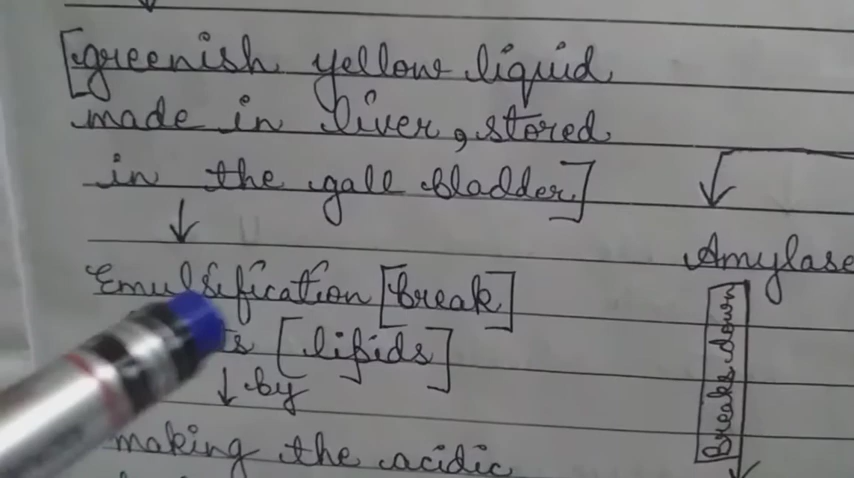 [greenish yellow liquid
made in liver, stored
in the gall bladder]
Emulsification [break]
[lipids]
by
making the acidic
Amylase
Breaks down